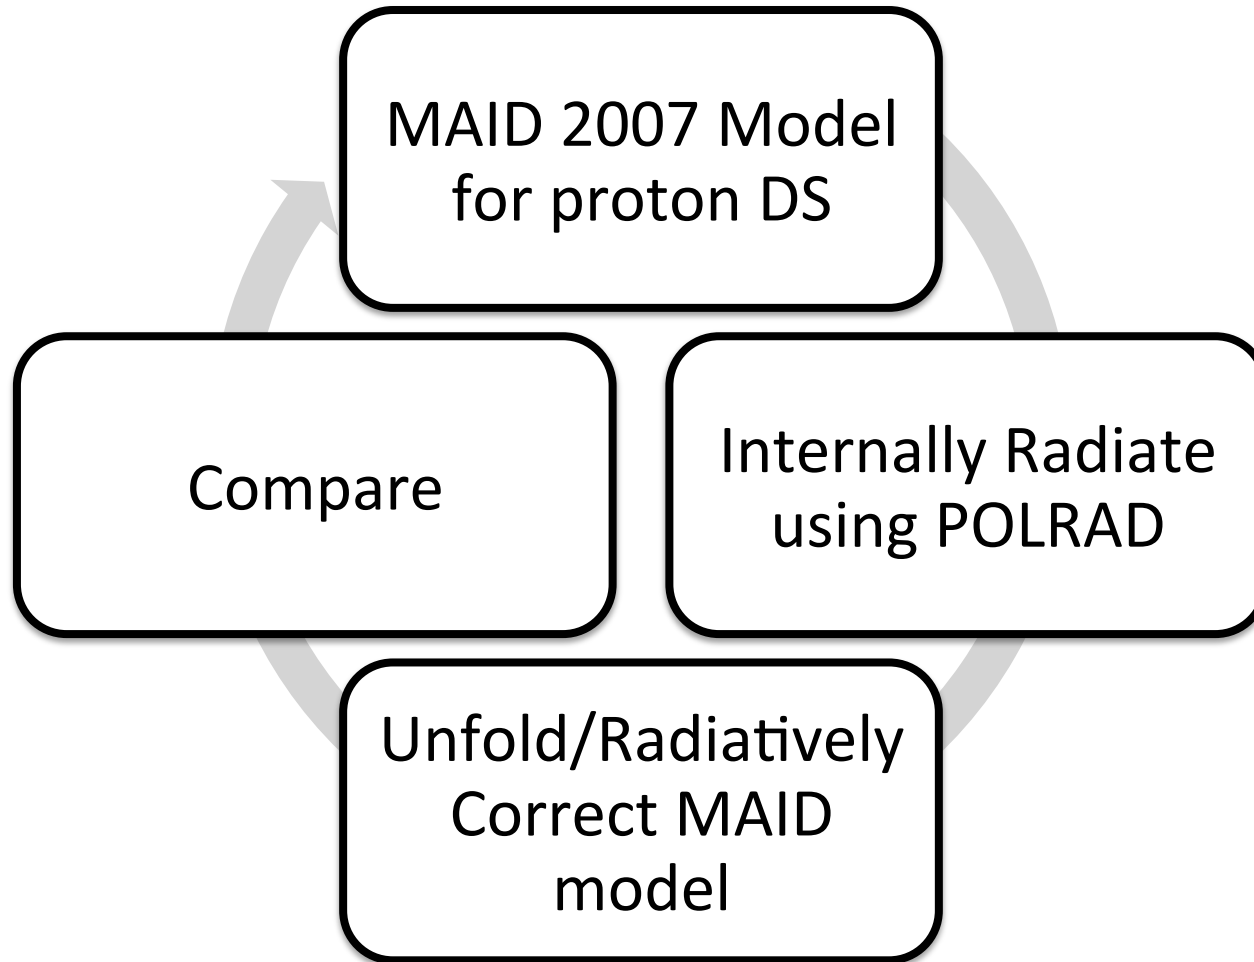 MAID 2007 Model
for proton DS
Internally Radiate
using POLRAD
Unfold/Radiatively
Correct MAID
model
Compare